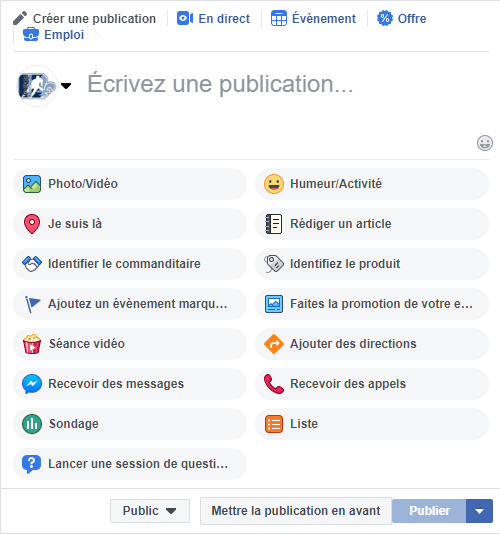 Créer une publication En direct Évènement Offre
Emploi
Écrivez une publication...
Photo/Vidéo Humeur/Activité
Je suis là Rédiger un article
Identifier le commanditaire Identifiez le produit
Ajoutez un évènement marqu... Faites la promotion de votre e...
Séance vidéo Ajouter des directions
Recevoir des messages Recevoir des appels
Sondage Liste
Lancer une session de questi...
Public Mettre la publication en avant Publier